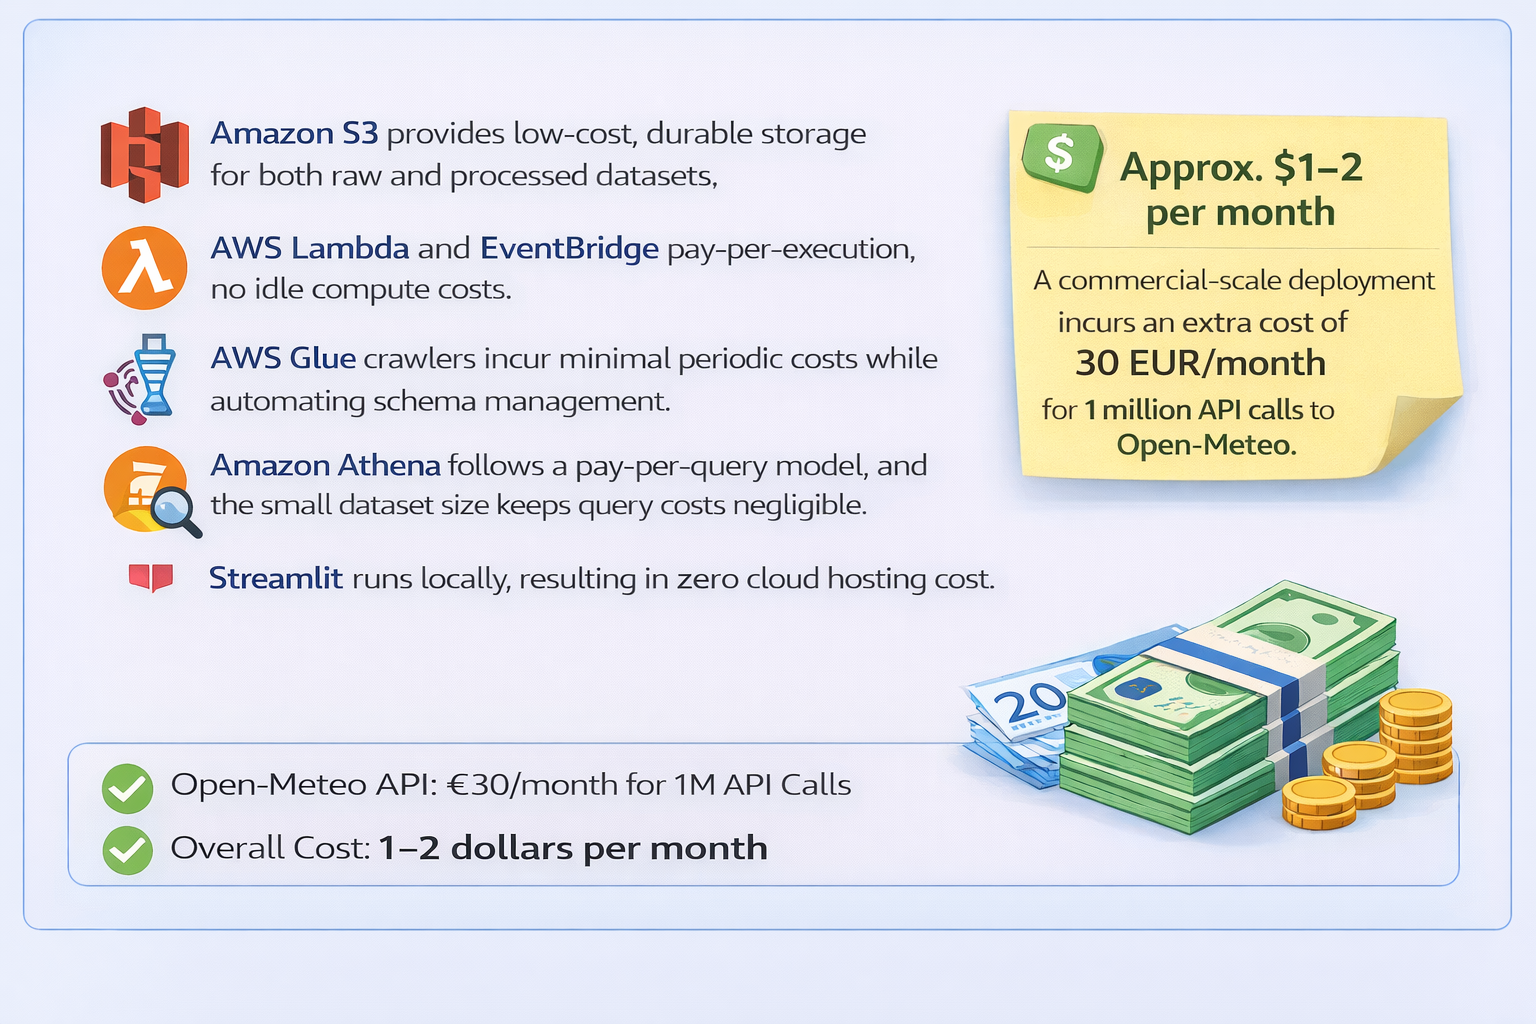 Amazon S3 provides low-cost, durable storage
for both raw and processed datasets,
AWS Lambda and EventBridge pay-per-execution,
no idle compute costs.
AWS Glue crawlers incur minimal periodic costs while
automating schema management.
Amazon Athena follows a pay-per-query model, and
the small dataset size keeps query costs negligible.
Streamlit runs locally, resulting in zero cloud hosting cost.
$
Approx. $1–2
per month
A commercial-scale deployment
incurs an extra cost of
30 EUR/month
for 1 million API calls to
Open-Meteo.
20
Open-Meteo API: €30/month for 1M API Calls
Overall Cost: 1–2 dollars per month